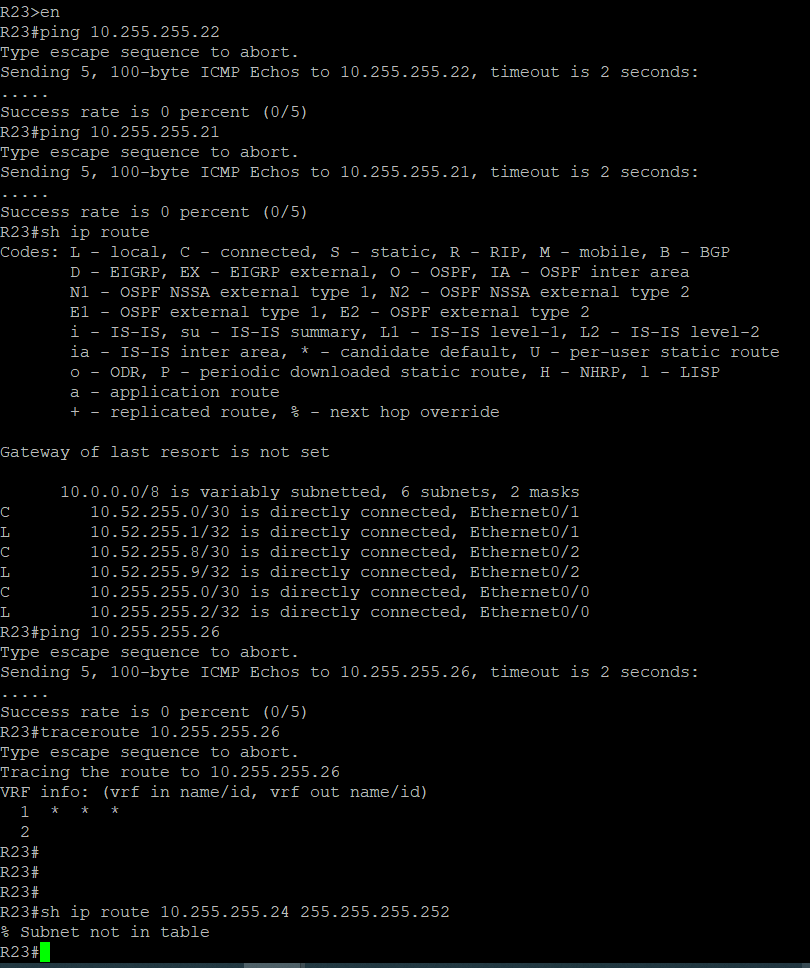 R23>en
R23#ping 10.255.255.22
Type escape sequence to abort.
Sending 5, 100-byte ICMP Echos to 10.255.255.22, timeout is 2 seconds:
.....
Success rate is 0 percent (0/5)
R23#ping 10.255.255.21
Type escape sequence to abort.
Sending 5, 100-byte ICMP Echos to 10.255.255.21, timeout is 2 seconds:
.....
Success rate is 0 percent (0/5)
R23#sh ip route
Codes: L - local, C - connected, S - static, R - RIP, M - mobile, B - BGP
       D - EIGRP, EX - EIGRP external, O - OSPF, IA - OSPF inter area
       N1 - OSPF NSSA external type 1, N2 - OSPF NSSA external type 2
       E1 - OSPF external type 1, E2 - OSPF external type 2
       i - IS-IS, su - IS-IS summary, L1 - IS-IS level-1, L2 - IS-IS level-2
       ia - IS-IS inter area, * - candidate default, U - per-user static route
       o - ODR, P - periodic downloaded static route, H - NHRP, l - LISP
       a - application route
       + - replicated route, % - next hop override

Gateway of last resort is not set

      10.0.0.0/8 is variably subnetted, 6 subnets, 2 masks
C        10.52.255.0/30 is directly connected, Ethernet0/1
L        10.52.255.1/32 is directly connected, Ethernet0/1
C        10.52.255.8/30 is directly connected, Ethernet0/2
L        10.52.255.9/32 is directly connected, Ethernet0/2
C        10.255.255.0/30 is directly connected, Ethernet0/0
L        10.255.255.2/32 is directly connected, Ethernet0/0
R23#ping 10.255.255.26
Type escape sequence to abort.
Sending 5, 100-byte ICMP Echos to 10.255.255.26, timeout is 2 seconds:
.....
Success rate is 0 percent (0/5)
R23#traceroute 10.255.255.26
Type escape sequence to abort.
Tracing the route to 10.255.255.26
VRF info: (vrf in name/id, vrf out name/id)
  1  *  *  *
  2
R23#
R23#
R23#
R23#sh ip route 10.255.255.24 255.255.255.252
% Subnet not in table
R23#